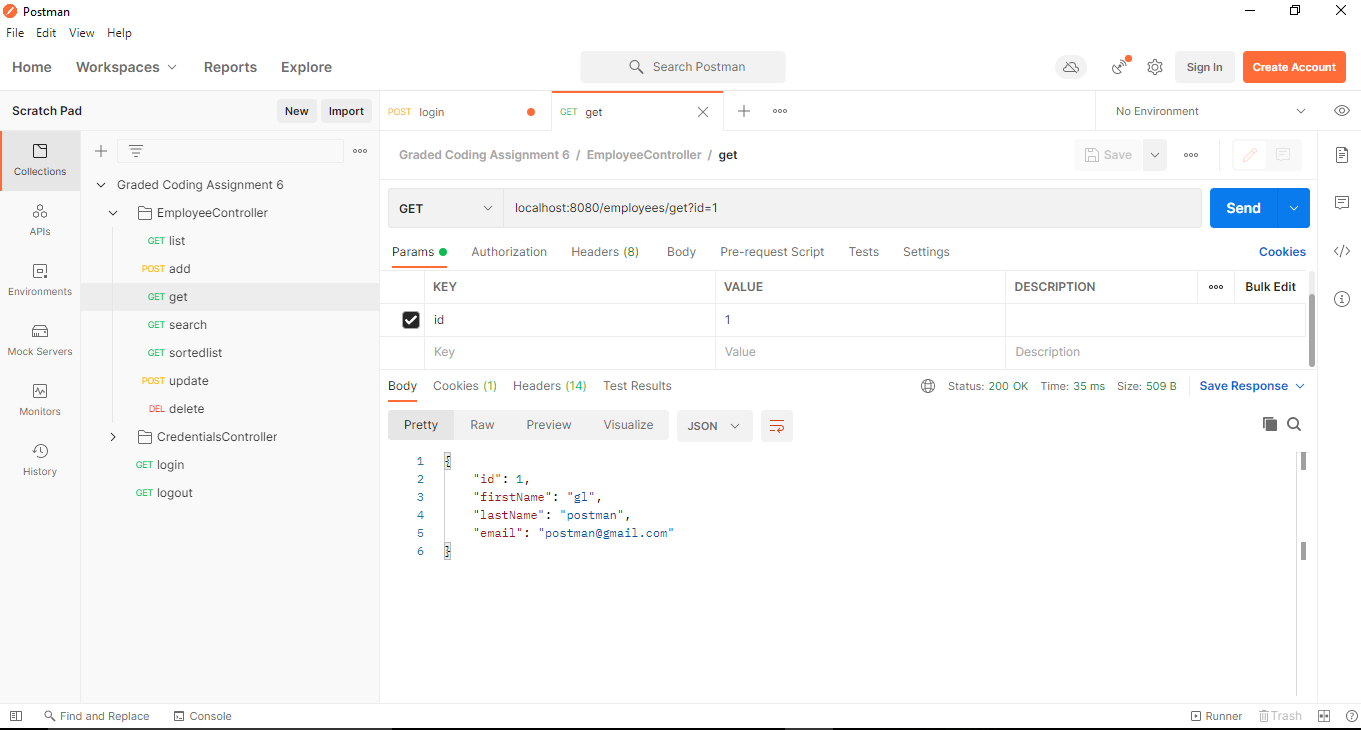 Postman
File Edit View Help
Home Workspaces Reports Explore Search Postman Sign In Create Account
Scratch Pad New Import
POST login GET get No Environment
Collections
APIs
Environments
Mock Servers
Monitors
History
Graded Coding Assignment 6
EmployeeController
GET list
POST add
GET get
GET search
GET sortedlist
POST update
DEL delete
CredentialsController
GET login
GET logout
Graded Coding Assignment 6 / EmployeeController / get Save
GET localhost:8080/employees/get?id=1 Send
Params Authorization Headers (8) Body Pre-request Script Tests Settings Cookies
KEY VALUE DESCRIPTION Bulk Edit
id 1
Key Value Description
Body Cookies (1) Headers (14) Test Results Status: 200 OK Time: 35 ms Size: 509 B Save Response
Pretty Raw Preview Visualize JSON
1 {
2 "id": 1,
3 "firstName": "gl",
4 "lastName": "postman",
5 "email": "postman@gmail.com"
6 }
Find and Replace Console Runner Trash